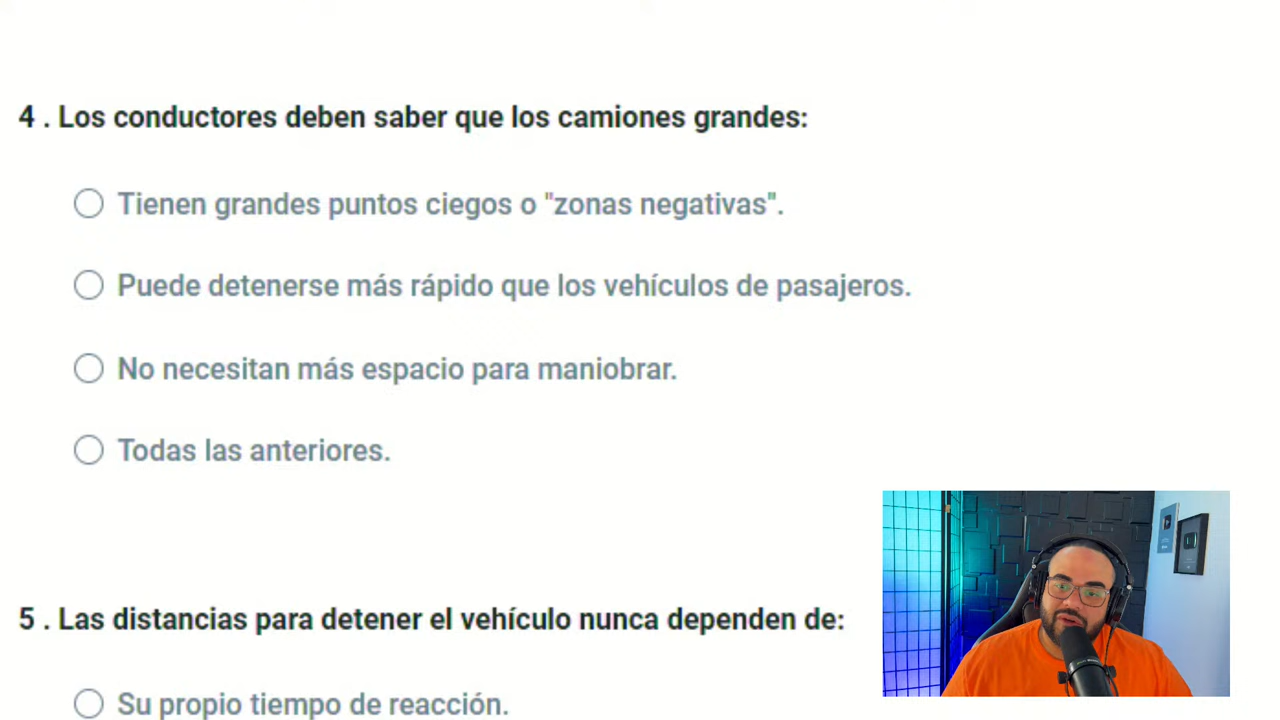 4 . Los conductores deben saber que los camiones grandes:
Tienen grandes puntos ciegos o "zonas negativas".
Puede detenerse más rápido que los vehículos de pasajeros.
No necesitan más espacio para maniobrar.
Todas las anteriores.
5 . Las distancias para detener el vehículo nunca dependen de:
Su propio tiempo de reacción.